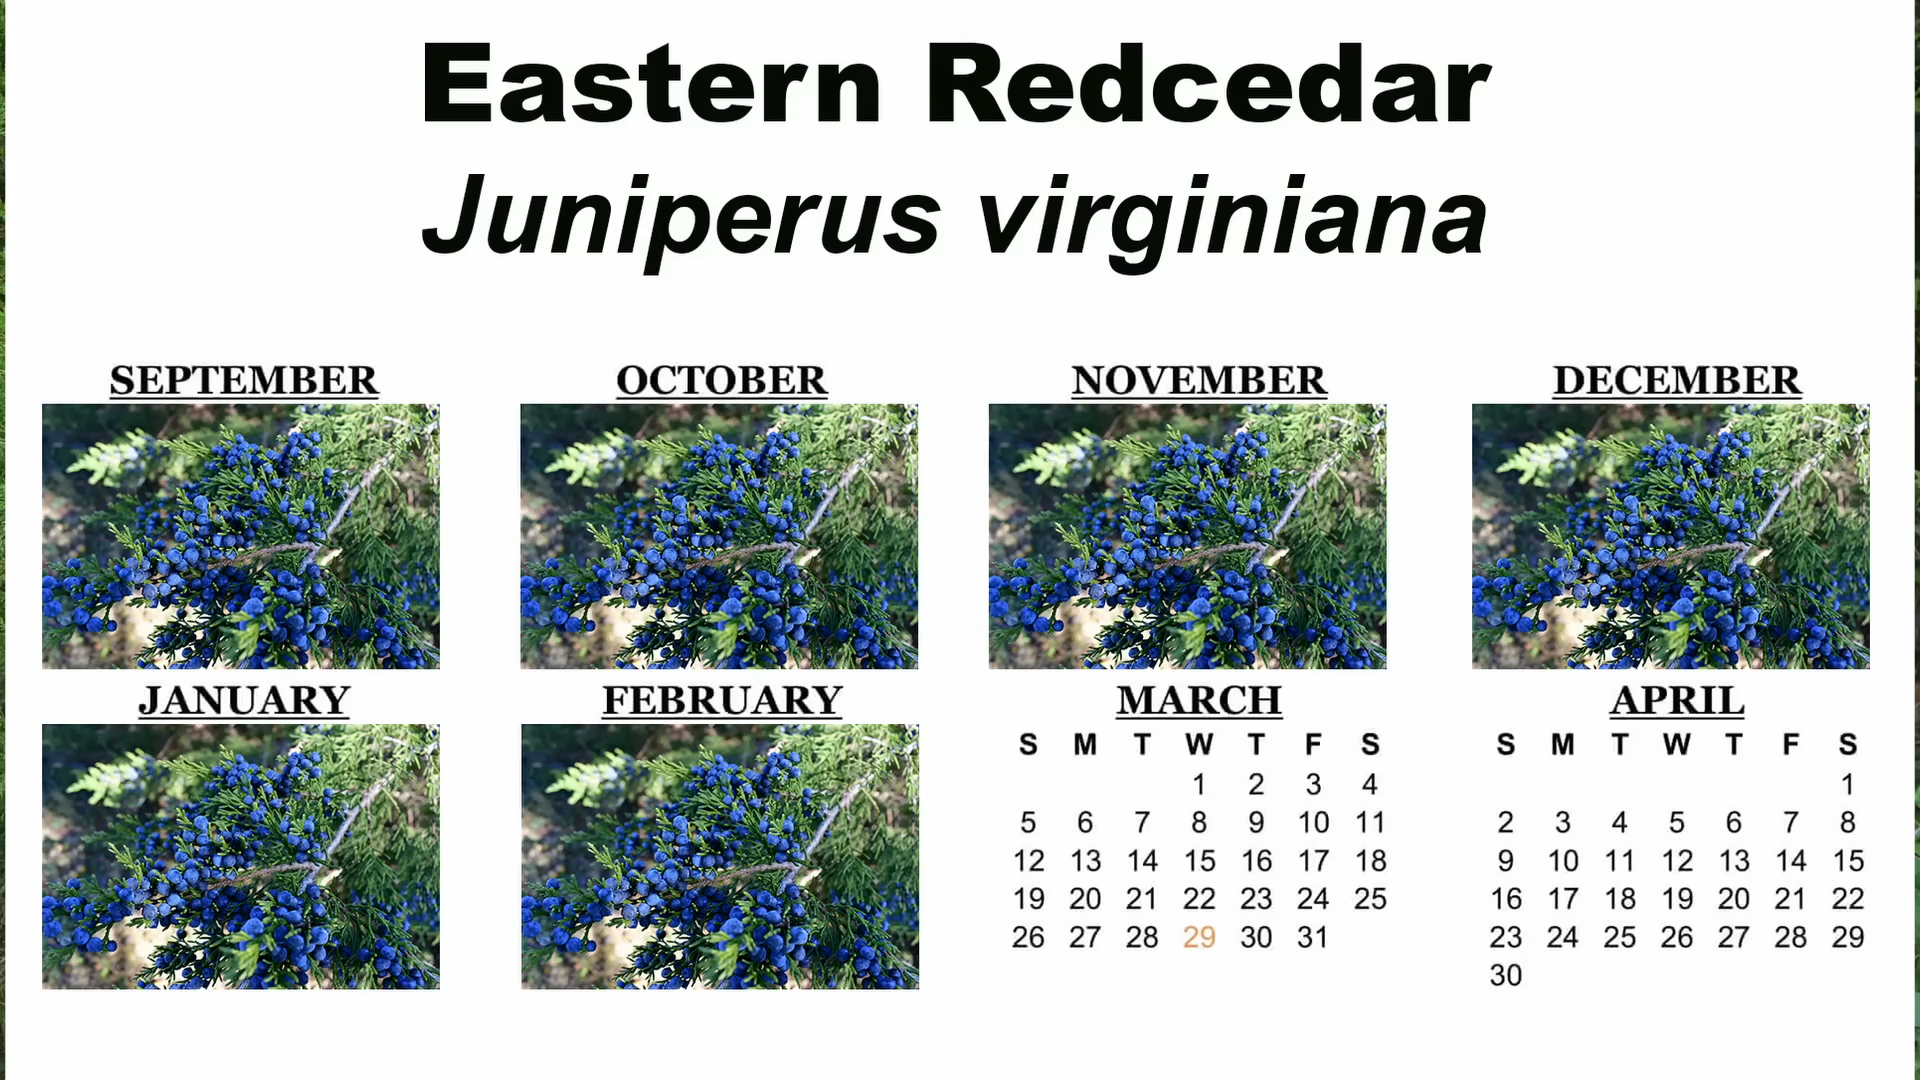 Eastern Redcedar
Juniperus virginiana
SEPTEMBER
OCTOBER
NOVEMBER
DECEMBER
JANUARY
FEBRUARY
MARCH
S M T W T F S
1 2 3 4
5 6 7 8 9 10 11
12 13 14 15 16 17 18
19 20 21 22 23 24 25
26 27 28 29 30 31
APRIL
S M T W T F S
1
2 3 4 5 6 7 8
9 10 11 12 13 14 15
16 17 18 19 20 21 22
23 24 25 26 27 28 29
30